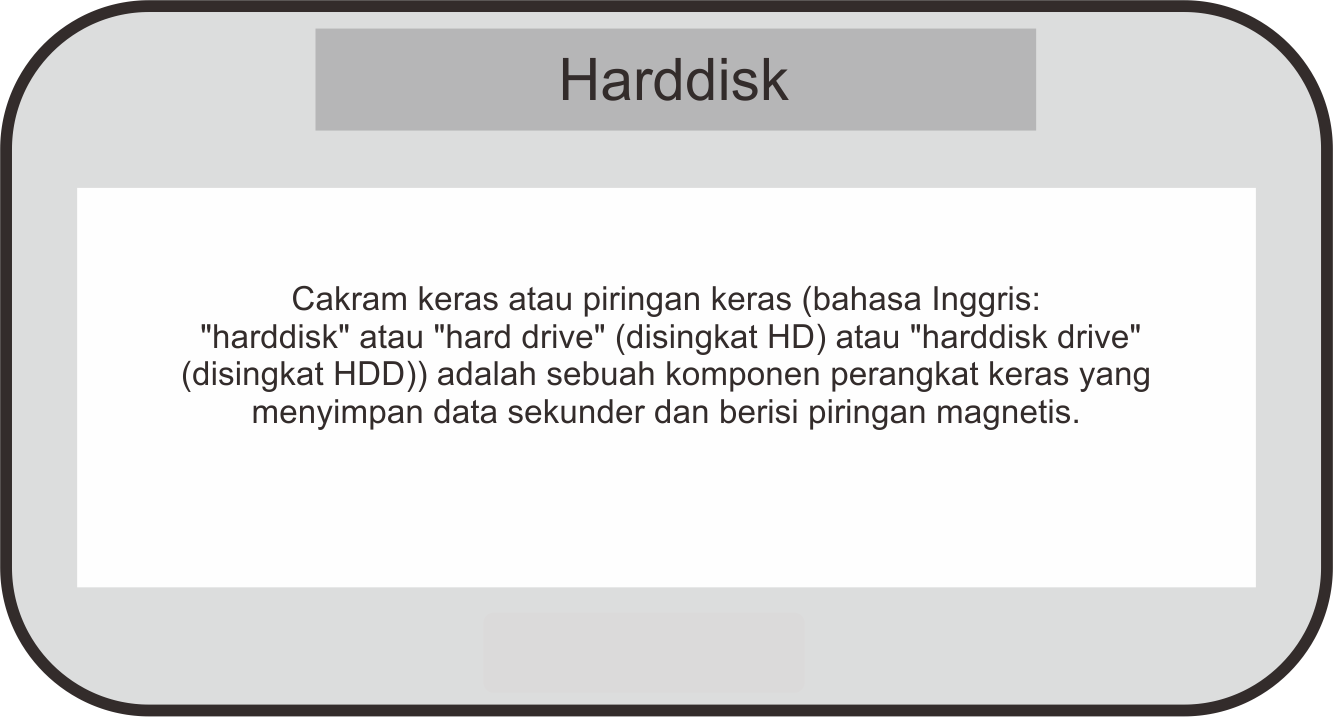 Harddisk
Cakram keras atau piringan keras (bahasa Inggris:
"harddisk" atau "hard drive" (disingkat HD) atau "harddisk drive"
(disingkat HDD)) adalah sebuah komponen perangkat keras yang
menyimpan data sekunder dan berisi piringan magnetis.